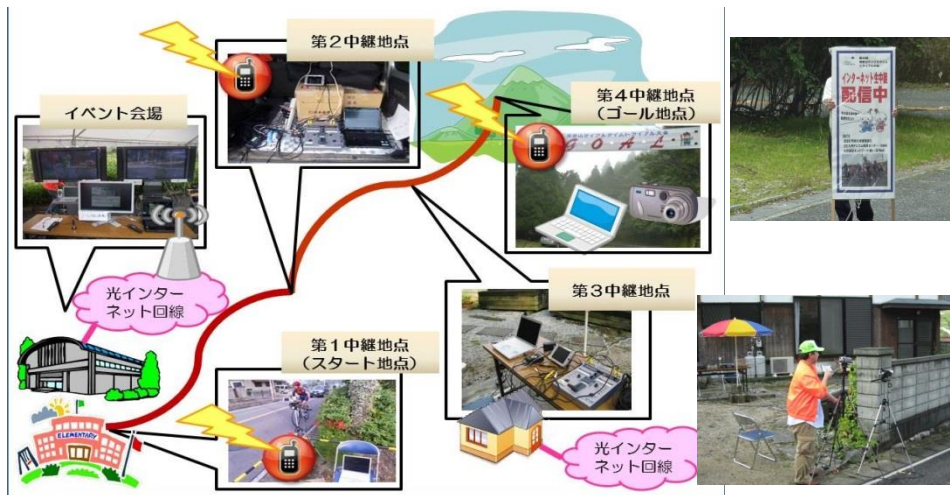 第2中継地点
イベント会場
第4中継地点
(ゴール地点)
GOAL
インターネット生中継
配信中
光インター
ネット回線
第3中継地点
第1中継地点
(スタート地点)
ELEMENTARY
光インター
ネット回線